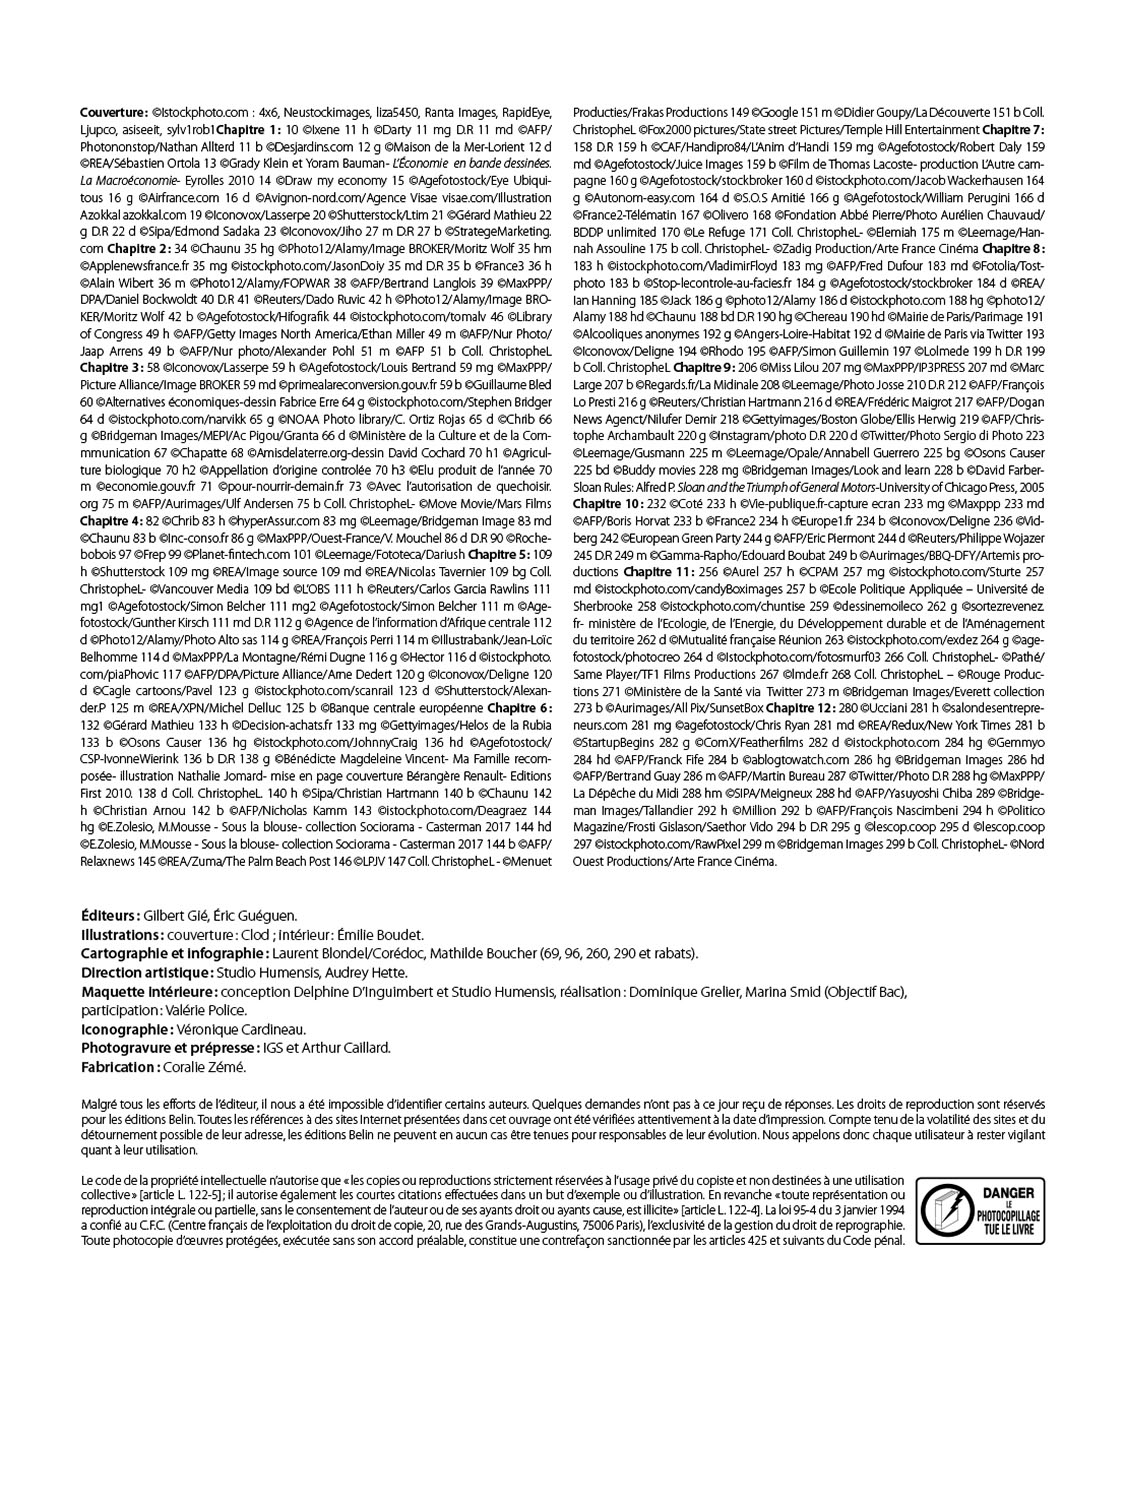 Couverture : ©Istockphoto.com : 4x6, Neustockimages, liza5450, Ranta Images, RapidEye,
Ljupco, asiseeit, sylv1rob1 Chapitre 1 : 10 ©Ixene 11 h ©Darty 11 mg D.R 11 md ©AFP/
Photononstop/Nathan Allterd 11 b ©Desjardins.com 12 g ©Maison de la Mer-Lorient 12 d
©REA/Sébastien Ortola 13 ©Grady Klein et Yoram Bauman- L'Économie en bande dessinées.
La Macroéconomie- Eyrolles 2010 14 ©Draw my economy 15 ©Agefotostock/Eye Ubiqui-
tous 16 g ©Airfrance.com 16 d ©Avignon-nord.com/Agence Visae visae.com/Illustration
Azokkal azokkal.com 19 ©Iconovox/Lasserpe 20 ©Shutterstock/Ltim 21 ©Gérard Mathieu 22
g D.R 22 d ©Sipa/Edmond Sadaka 23 ©Iconovox/Jiho 27 m D.R 27 b ©StrategeMarketing.
com Chapitre 2 : 34 ©Chaunu 35 hg ©Photo12/Alamy/Image BROKER/Moritz Wolf 35 hm
©Applenewsfrance.fr 35 mg ©istockphoto.com/JasonDoiy 35 md D.R 35 b ©France3 36 h
©Alain Wibert 36 m ©Photo12/Alamy/FOPWAR 38 ©AFP/Bertrand Langlois 39 ©MaxPPP/
DPA/Daniel Bockwoldt 40 D.R 41 ©Reuters/Dado Ruvic 42 h ©Photo12/Alamy/Image BRO-
KER/Moritz Wolf 42 b ©Agefotostock/Hifografik 44 ©istockphoto.com/tomalv 46 ©Library
of Congress 49 h ©AFP/Getty Images North America/Ethan Miller 49 m ©AFP/Nur Photo/
Jaap Arrens 49 b ©AFP/Nur photo/Alexander Pohl 51 m ©AFP 51 b Coll. ChristopheL
Chapitre 3 : 58 ©Iconovox/Lasserpe 59 h ©Agefotostock/Louis Bertrand 59 mg ©MaxPPP/
Picture Alliance/Image BROKER 59 md ©primealareconversion.gouv.fr 59 b ©Guillaume Bled
60 ©Alternatives économiques-dessin Fabrice Erre 64 g ©istockphoto.com/Stephen Bridger
64 d ©istockphoto.com/narvikk 65 g ©NOAA Photo library/C. Ortiz Rojas 65 d ©Chrib 66
g ©Bridgeman Images/MEPI/Ac Pigou/Granta 66 d ©Ministère de la Culture et de la Com-
munication 67 ©Chapatte 68 ©Amisdelaterre.org-dessin David Cochard 70 h1 ©Agricul-
ture biologique 70 h2 ©Appellation d'origine controlée 70 h3 ©Elu produit de l'année 70
m ©economie.gouv.fr 71 ©pour-nourrir-demain.fr 73 ©Avec l'autorisation de quechoisir.
org 75 m ©AFP/Aurimages/Ulf Andersen 75 b Coll. ChristopheL- ©Move Movie/Mars Films
Chapitre 4 : 82 ©Chrib 83 h ©hyperAssur.com 83 mg ©Leemage/Bridgeman Image 83 md
©Chaunu 83 b ©Inc-conso.fr 86 g ©MaxPPP/Ouest-France/V. Mouchel 86 d D.R 90 ©Roche-
bobois 97 ©Frep 99 ©Planet-fintech.com 101 ©Leemage/Fototeca/Dariush Chapitre 5 : 109
h ©Shutterstock 109 mg ©REA/Image source 109 md ©REA/Nicolas Tavernier 109 bg Coll.
ChristopheL- ©Vancouver Media 109 bd ©L'OBS 111 h ©Reuters/Carlos Garcia Rawlins 111
mg1 ©Agefotostock/Simon Belcher 111 mg2 ©Agefotostock/Simon Belcher 111 m ©Age-
fotostock/Gunther Kirsch 111 md D.R 112 g ©Agence de l'information d'Afrique centrale 112
d ©Photo12/Alamy/Photo Alto sas 114 g ©REA/François Perri 114 m ©Illustrabank/Jean-Loïc
Belhomme 114 d ©MaxPPP/La Montagne/Rémi Dugne 116 g ©Hector 116 d ©istockphoto.
com/piaPhovic 117 ©AFP/DPA/Picture Alliance/Arne Dedert 120 g ©Iconovox/Deligne 120
d ©Cagle cartoons/Pavel 123 g ©istockphoto.com/scanrail 123 d ©Shutterstock/Alexan-
der.P 125 m ©REA/XPN/Michel Delluc 125 b ©Banque centrale européenne Chapitre 6 :
132 ©Gérard Mathieu 133 h ©Decision-achats.fr 133 mg ©Gettyimages/Helos de la Rubia
133 b ©Osons Causer 136 hg ©istockphoto.com/JohnnyCraig 136 hd ©Agefotostock/
CSP-IvonneWierink 136 b D.R 138 g ©Bénédicte Magdeleine Vincent- Ma Famille recom-
posée- illustration Nathalie Jomard- mise en page couverture Bérangère Renault- Editions
First 2010. 138 d Coll. ChristopheL. 140 h ©Sipa/Christian Hartmann 140 b ©Chaunu 142
h ©Christian Arnou 142 b ©AFP/Nicholas Kamm 143 ©istockphoto.com/Deagreez 144
hg ©E.Zolesio, M.Mousse - Sous la blouse- collection Sociorama - Casterman 2017 144 hd
©E.Zolesio, M.Mousse - Sous la blouse- collection Sociorama - Casterman 2017 144 b ©AFP/
Relaxnews 145 ©REA/Zuma/The Palm Beach Post 146 ©LPJV 147 Coll. ChristopheL - ©Menuet
Producties/Frakas Productions 149 ©Google 151 m ©Didier Goupy/La Découverte 151 b Coll.
ChristopheL ©Fox2000 pictures/State street Pictures/Temple Hill Entertainment Chapitre 7 :
158 D.R 159 h ©CAF/Handipro84/L'Anim d'Handi 159 mg ©Agefotostock/Robert Daly 159
md ©Agefotostock/Juice Images 159 b ©Film de Thomas Lacoste- production L'Autre cam-
pagne 160 g ©Agefotostock/stockbroker 160 d ©istockphoto.com/Jacob Wackerhausen 164
g ©Autonom-easy.com 164 d ©S.O.S Amitié 166 g ©Agefotostock/William Perugini 166 d
©France2-Télématin 167 ©Olivero 168 ©Fondation Abbé Pierre/Photo Aurélien Chauvaud/
BDDP unlimited 170 ©Le Refuge 171 Coll. ChristopheL- ©Elemiah 175 m ©Leemage/Han-
nah Assouline 175 b coll. ChristopheL- ©Zadig Production/Arte France Cinéma Chapitre 8 :
183 h ©istockphoto.com/VladimirFloyd 183 mg ©AFP/Fred Dufour 183 md ©Fotolia/Tost-
photo 183 b ©Stop-lecontrole-au-facies.fr 184 g ©Agefotostock/stockbroker 184 d ©REA/
Ian Hanning 185 ©Jack 186 g ©photo12/Alamy 186 d ©istockphoto.com 188 hg ©photo12/
Alamy 188 hd ©Chaunu 188 bd D.R 190 hg ©Chereau 190 hd ©Mairie de Paris/Parimage 191
©Alcooliques anonymes 192 g ©Angers-Loire-Habitat 192 d ©Mairie de Paris via Twitter 193
©Iconovox/Deligne 194 ©Rhodo 195 ©AFP/Simon Guillemin 197 ©Lolmede 199 h D.R 199
b Coll. ChristopheL Chapitre 9 : 206 ©Miss Lilou 207 mg ©MaxPPP/IP3PRESS 207 md ©Marc
Large 207 b ©Regards.fr/La Midinale 208 ©Leemage/Photo Josse 210 D.R 212 ©AFP/François
Lo Presti 216 g ©Reuters/Christian Hartmann 216 d ©REA/Frédéric Maigrot 217 ©AFP/Dogan
News Agenct/Nilufer Demir 218 ©Gettyimages/Boston Globe/Ellis Herwig 219 ©AFP/Chris-
tophe Archambault 220 g ©Instagram/photo D.R 220 d ©Twitter/Photo Sergio di Photo 223
©Leemage/Gusmann 225 m ©Leemage/Opale/Annabell Guerrero 225 bg ©Osons Causer
225 bd ©Buddy movies 228 mg ©Bridgeman Images/Look and learn 228 b ©David Farber-
Sloan Rules: Alfred P. Sloan and the Triumph of General Motors-University of Chicago Press, 2005
Chapitre 10 : 232 ©Coté 233 h ©Vie-publique.fr-capture ecran 233 mg ©Maxppp 233 md
©AFP/Boris Horvat 233 b ©France2 234 h ©Europe1.fr 234 b ©Iconovox/Deligne 236 ©Vid-
berg 242 ©European Green Party 244 g ©AFP/Eric Piermont 244 d ©Reuters/Philippe Wojazer
245 D.R 249 m ©Gamma-Rapho/Edouard Boubat 249 b ©Aurimages/BBQ-DFY/Artemis pro-
ductions Chapitre 11 : 256 ©Aurel 257 h ©CPAM 257 mg ©istockphoto.com/Sturte 257
md ©istockphoto.com/candyBoximages 257 b ©Ecole Politique Appliquée – Université de
Sherbrooke 258 ©istockphoto.com/chuntise 259 ©dessinemoileco 262 g ©sortezrevenez.
fr- ministère de l'Ecologie, de l'Energie, du Développement durable et de l'Aménagement
du territoire 262 d ©Mutualité française Réunion 263 ©istockphoto.com/exdez 264 g ©age-
fotostock/photocreo 264 d ©Istockphoto.com/fotosmurf03 266 Coll. ChristopheL- ©Pathé/
Same Player/TF1 Films Productions 267 ©lmde.fr 268 Coll. ChristopheL – ©Rouge Produc-
tions 271 ©Ministère de la Santé via Twitter 273 m ©Bridgeman Images/Everett collection
273 b ©Aurimages/All Pix/SunsetBox Chapitre 12 : 280 ©Ucciani 281 h ©salondesentrepre-
neurs.com 281 mg ©agefotostock/Chris Ryan 281 md ©REA/Redux/New York Times 281 b
©StartupBegins 282 g ©ComX/Featherfilms 282 d ©istockphoto.com 284 hg ©Gemmyo
284 hd ©AFP/Franck Fife 284 b ©ablogtowatch.com 286 hg ©Bridgeman Images 286 hd
©AFP/Bertrand Guay 286 m ©AFP/Martin Bureau 287 ©Twitter/Photo D.R 288 hg ©MaxPPP/
La Dépêche du Midi 288 hm ©SIPA/Meigneux 288 hd ©AFP/Yasuyoshi Chiba 289 ©Bridge-
man Images/Tallandier 292 h ©Million 292 b ©AFP/François Nascimbeni 294 h ©Politico
Magazine/Frosti Gislason/Saethor Vido 294 b D.R 295 g ©lescop.coop 295 d ©lescop.coop
297 ©istockphoto.com/RawPixel 299 m ©Bridgeman Images 299 b Coll. ChristopheL- ©Nord
Ouest Productions/Arte France Cinéma.
Éditeurs : Gilbert Gié, Éric Guéguen.
Illustrations : couverture : Clod ; intérieur : Émilie Boudet.
Cartographie et infographie : Laurent Blondel/Corédoc, Mathilde Boucher (69, 96, 260, 290 et rabats).
Direction artistique : Studio Humensis, Audrey Hette.
Maquette intérieure : conception Delphine D'Inguimbert et Studio Humensis, réalisation : Dominique Grelier, Marina Smid (Objectif Bac),
participation : Valérie Police.
Iconographie : Véronique Cardineau.
Photogravure et prépresse : IGS et Arthur Caillard.
Fabrication : Coralie Zémé.
Malgré tous les efforts de l'éditeur, il nous a été impossible d'identifier certains auteurs. Quelques demandes n'ont pas à ce jour reçu de réponses. Les droits de reproduction sont réservés
pour les éditions Belin. Toutes les références à des sites Internet présentées dans cet ouvrage ont été vérifiées attentivement à la date d'impression. Compte tenu de la volatilité des sites et du
détournement possible de leur adresse, les éditions Belin ne peuvent en aucun cas être tenues pour responsables de leur évolution. Nous appelons donc chaque utilisateur à rester vigilant
quant à leur utilisation.
Le code de la propriété intellectuelle n'autorise que « les copies ou reproductions strictement réservées à l'usage privé du copiste et non destinées à une utilisation
collective » [article L. 122-5] ; il autorise également les courtes citations effectuées dans un but d'exemple ou d'illustration. En revanche « toute représentation ou
reproduction intégrale ou partielle, sans le consentement de l'auteur ou de ses ayants droit ou ayants cause, est illicite » [article L. 122-4]. La loi 95-4 du 3 janvier 1994
a confié au C.F.C. (Centre français de l'exploitation du droit de copie, 20, rue des Grands-Augustins, 75006 Paris), l'exclusivité de la gestion du droit de reprographie.
Toute photocopie d'œuvres protégées, exécutée sans son accord préalable, constitue une contrefaçon sanctionnée par les articles 425 et suivants du Code pénal.
DANGER
LE
PHOTOCOPILLAGE
TUE LE LIVRE